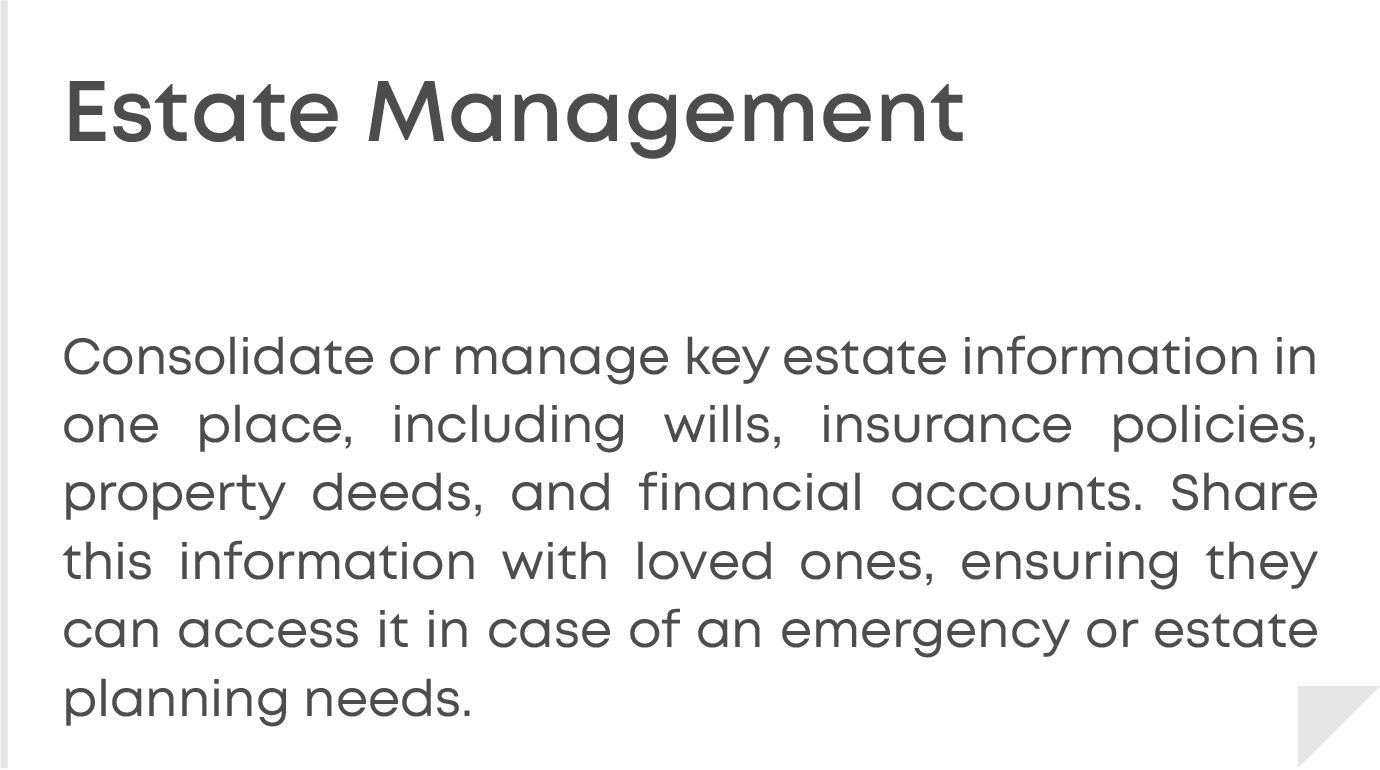 Estate Management
Consolidate or manage key estate information in
one place, including wills, insurance policies,
property deeds, and financial accounts. Share
this information with loved ones, ensuring they
can access it in case of an emergency or estate
planning needs.